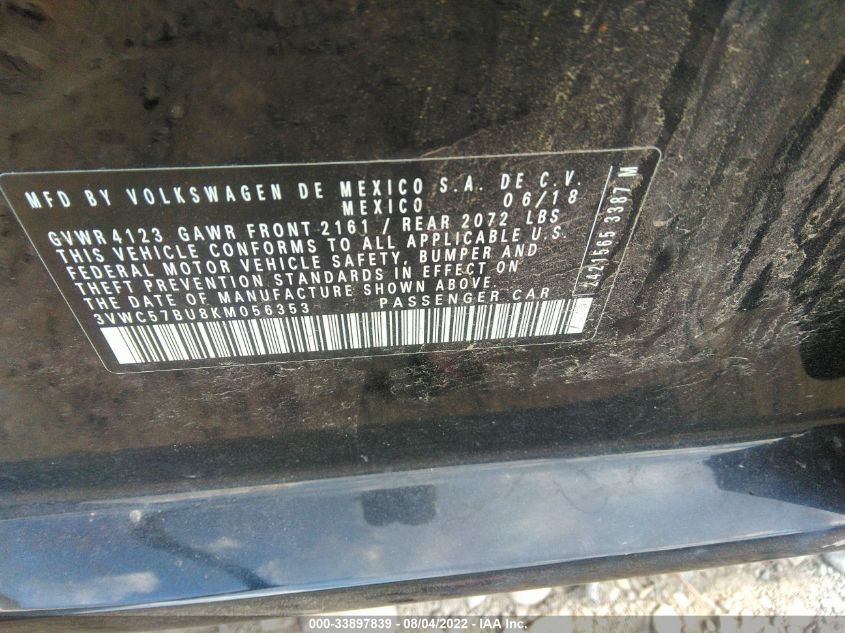 MFD BY VOLKSWAGEN DE MEXICO S.A. DE C.V.
MEXICO 06/18
GVWR 4123 GAWR FRONT 2161 / REAR 2072 LBS
THIS VEHICLE CONFORMS TO ALL APPLICABLE U.S.
FEDERAL MOTOR VEHICLE SAFETY, BUMPER AND
THEFT PREVENTION STANDARDS IN EFFECT ON
THE DATE OF MANUFACTURE SHOWN ABOVE.
3VWC57BU8KM056353 PASSENGER CAR
2421565 3387 M
000-33897839 - 08/04/2022 - © IAA Inc.